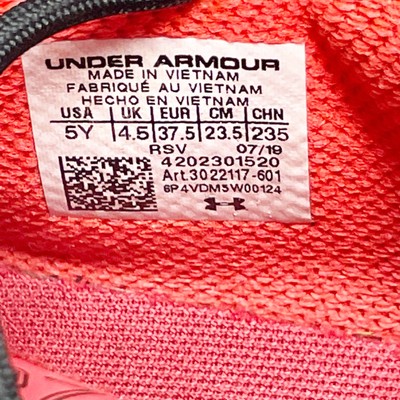 UNDER ARMOUR
MADE IN VIETNAM
FABRIQUÉ AU VIETNAM
HECHO EN VIETNAM
USA UK EUR CM CHN
5Y 4.5 37.5 23.5 235
RSV 07/19
4202301520
Art.3022117-601
6P4VDM3W00124